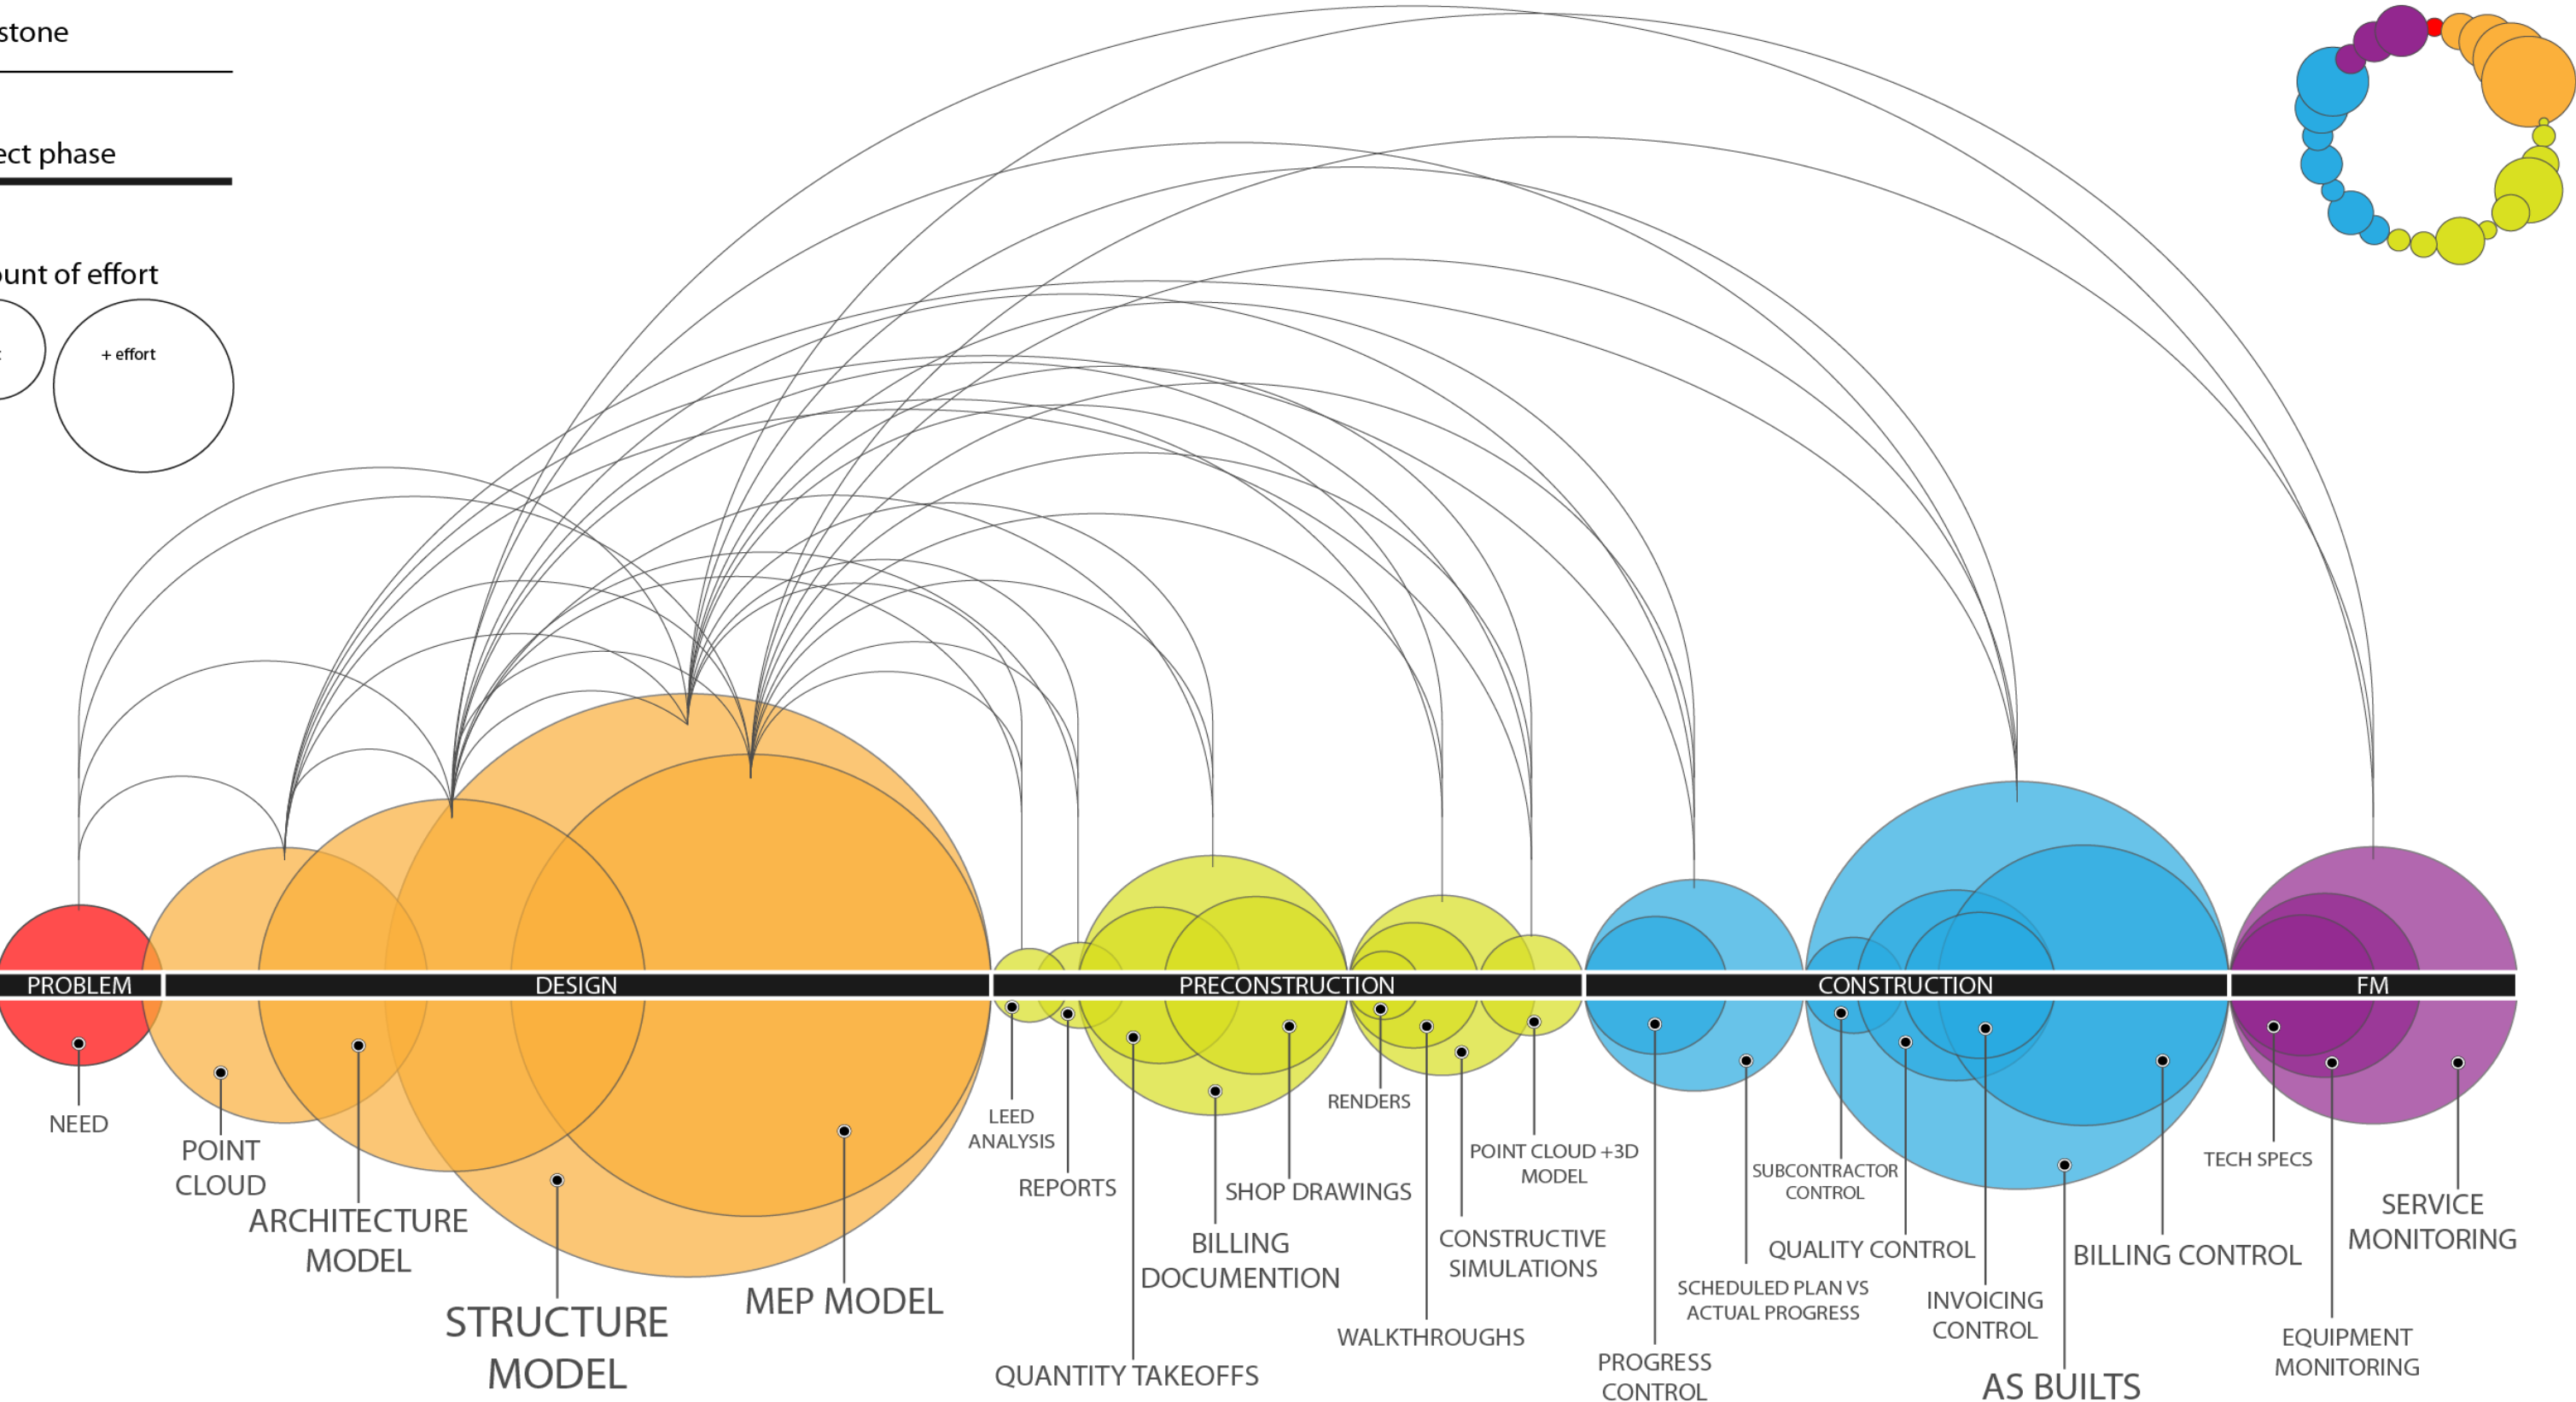 stone
ect phase
ount of effort
+ effort
PROBLEM
DESIGN
PRECONSTRUCTION
CONSTRUCTION
FM
NEED
POINT
CLOUD
ARCHITECTURE
MODEL
STRUCTURE
MODEL
MEP MODEL
LEED
ANALYSIS
REPORTS
QUANTITY TAKEOFFS
BILLING
DOCUMENTION
SHOP DRAWINGS
RENDERS
WALKTHROUGHS
CONSTRUCTIVE
SIMULATIONS
POINT CLOUD +3D
MODEL
PROGRESS
CONTROL
SCHEDULED PLAN VS
ACTUAL PROGRESS
SUBCONTRACTOR
CONTROL
QUALITY CONTROL
INVOICING
CONTROL
AS BUILTS
BILLING CONTROL
TECH SPECS
EQUIPMENT
MONITORING
SERVICE
MONITORING